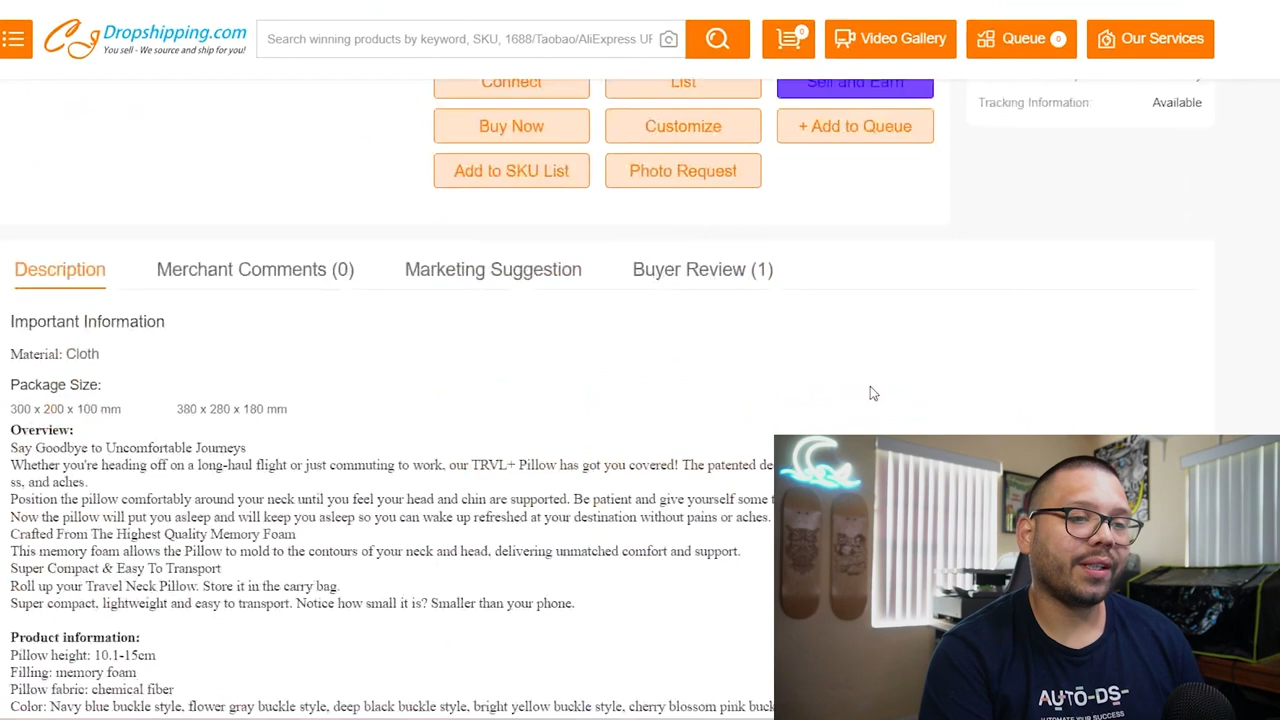 CJ Dropshipping.com
You sell - We source and ship for you!
Search winning products by keyword, SKU, 1688/Taobao/AliExpress UR
0
Video Gallery
Queue 0
Our Services
Connect
List
Sell and Earn
Tracking Information:
Available
Buy Now
Customize
+ Add to Queue
Add to SKU List
Photo Request
Description
Merchant Comments (0)
Marketing Suggestion
Buyer Review (1)
Important Information
Material: Cloth
Package Size:
300 x 200 x 100 mm
380 x 280 x 180 mm
Overview:
Say Goodbye to Uncomfortable Journeys
Whether you're heading off on a long-haul flight or just commuting to work, our TRVL+ Pillow has got you covered! The patented de
ss, and aches.
Position the pillow comfortably around your neck until you feel your head and chin are supported. Be patient and give yourself some t
Now the pillow will put you asleep and will keep you asleep so you can wake up refreshed at your destination without pains or aches.
Crafted From The Highest Quality Memory Foam
This memory foam allows the Pillow to mold to the contours of your neck and head, delivering unmatched comfort and support.
Super Compact & Easy To Transport
Roll up your Travel Neck Pillow. Store it in the carry bag.
Super compact, lightweight and easy to transport. Notice how small it is? Smaller than your phone.
Product information:
Pillow height: 10.1-15cm
Filling: memory foam
Pillow fabric: chemical fiber
Color: Navy blue buckle style, flower gray buckle style, deep black buckle style, bright yellow buckle style, cherry blossom pink buck
AUTO-DS-
AUTOMATE YOUR SUCCESS